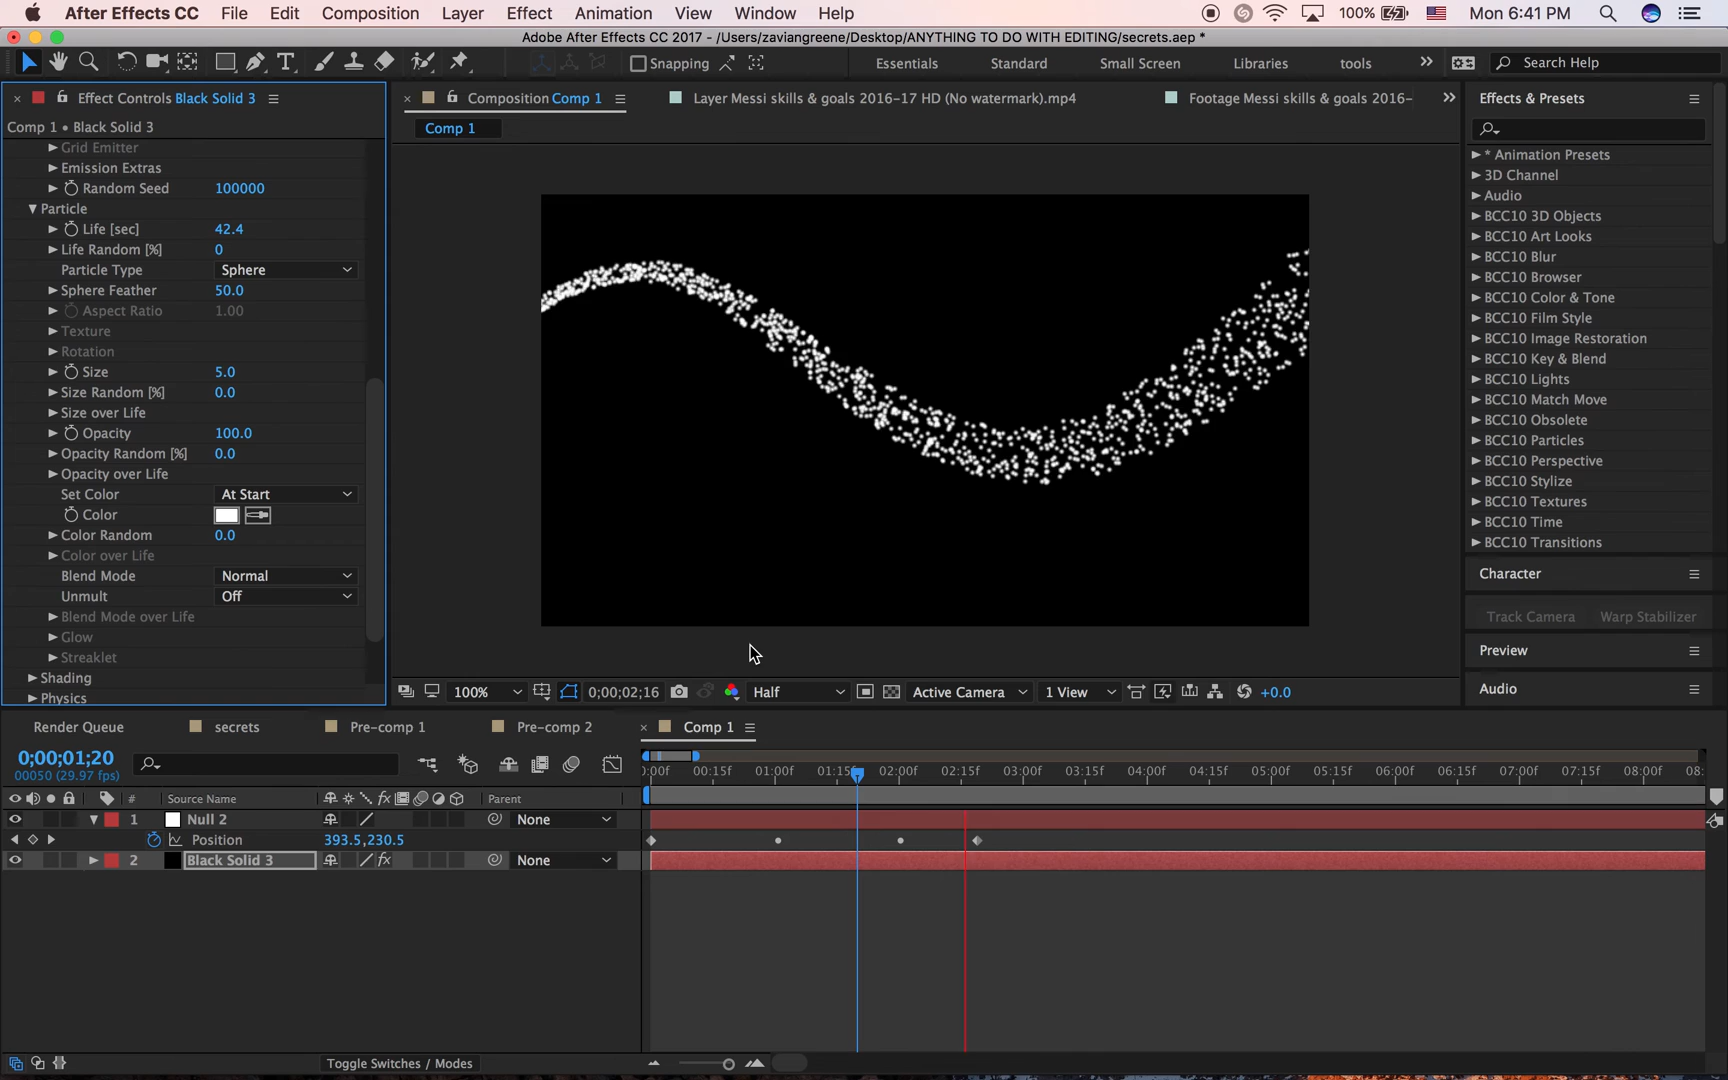 After Effects CC File Edit Composition Layer Effect Animation View Window Help 100% Mon 6:41 PM
Adobe After Effects CC 2017 - /Users/zaviangreene/Desktop/ANYTHING TO DO WITH EDITING/secrets.aep *
Snapping Essentials Standard Small Screen Libraries tools Search Help
Effect Controls Black Solid 3
Composition Comp 1 Layer Messi skills & goals 2016-17 HD (No watermark).mp4 Footage Messi skills & goals 2016-
Effects & Presets
Comp 1 • Black Solid 3
Comp 1
Grid Emitter
Emission Extras
Random Seed 100000
Particle
Life [sec] 42.4
Life Random [%] 0
Particle Type Sphere
Sphere Feather 50.0
Aspect Ratio 1.00
Texture
Rotation
Size 5.0
Size Random [%] 0.0
Size over Life
Opacity 100.0
Opacity Random [%] 0.0
Opacity over Life
Set Color At Start
Color
Color Random 0.0
Color over Life
Blend Mode Normal
Unmult Off
Blend Mode over Life
Glow
Streaklet
Shading
Physics
* Animation Presets
3D Channel
Audio
BCC10 3D Objects
BCC10 Art Looks
BCC10 Blur
BCC10 Browser
BCC10 Color & Tone
BCC10 Film Style
BCC10 Image Restoration
BCC10 Key & Blend
BCC10 Lights
BCC10 Match Move
BCC10 Obsolete
BCC10 Particles
BCC10 Perspective
BCC10 Stylize
BCC10 Textures
BCC10 Time
BCC10 Transitions
Character
Track Camera Warp Stabilizer
Preview
Audio
100% 0;00;02;16 Half Active Camera 1 View +0.0
Render Queue secrets Pre-comp 1 Pre-comp 2 Comp 1
0;00;01;20
00050 (29.97 fps)
:00f 00:15f 01:00f 01:15f 02:00f 02:15f 03:00f 03:15f 04:00f 04:15f 05:00f 05:15f 06:00f 06:15f 07:00f 07:15f 08:00f 08:
# Source Name fx Parent
1 Null 2 None
Position 393.5,230.5
2 Black Solid 3 fx None
Toggle Switches / Modes